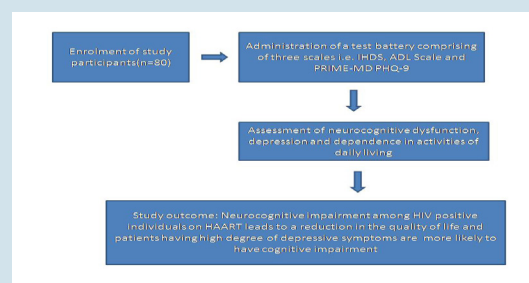 Enrolment of study
participants(n=80)
Administration of a test battery comprising
of three scales i.e. IHDS, ADL Scale and
PRIME-MD PHQ-9
Assessment of neurocognitive dysfunction,
depression and dependence in activities of
daily living
Study outcome: Neurocognitive impairment among HIV positive
individuals on HAART leads to a reduction in the quality of life and
patients having high degree of depressive symptoms are more likely to
have cognitive impairment